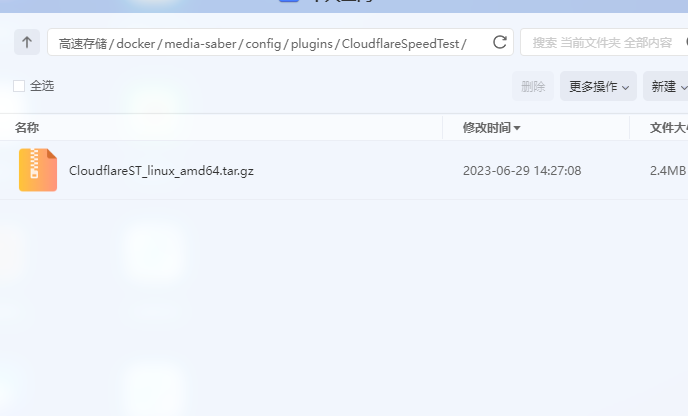 高速存储 / docker / media-saber / config / plugins / CloudflareSpeedTest /
搜索 当前文件夹 全部内容
全选
删除
更多操作
新建
名称
修改时间
文件大
CloudflareST_linux_amd64.tar.gz
2023-06-29 14:27:08
2.4MB